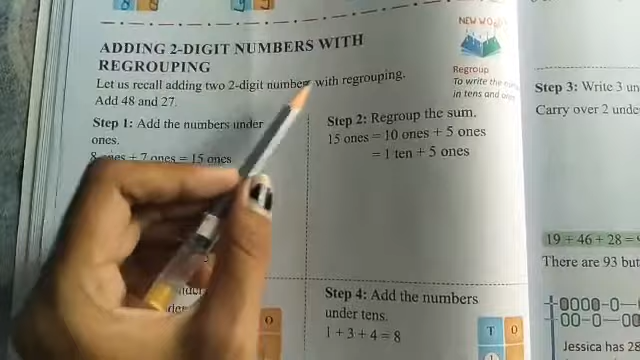 ADDING 2-DIGIT NUMBERS WITH
REGROUPING
Let us recall adding two 2-digit numbers with regrouping.
Add 48 and 27.
Step 1: Add the numbers under
ones.
8 ones + 7 ones = 15 ones
NEW WO
Regroup
To write the
in tens and
Step 2: Regroup the sum.
15 ones = 10 ones + 5 ones
= 1 ten + 5 ones
Step 4: Add the numbers
under tens.
1 + 3 + 4 = 8
O
T O
1
Step 3: Write 3 un
Carry over 2 unde
19 + 46 + 28 =
There are 93 but
Jessica has 28